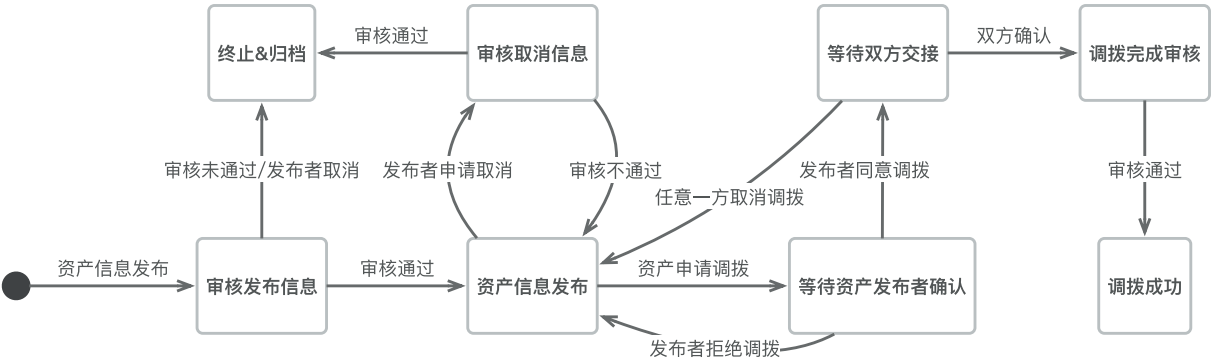 审核通过
双方确认
终止&归档
审核取消信息
等待双方交接
调拨完成审核
审核未通过/发布者取消
发布者申请取消
审核不通过
任意一方取消调拨
发布者同意调拨
审核通过
资产信息发布
审核通过
资产申请调拨
审核发布信息
资产信息发布
等待资产发布者确认
调拨成功
发布者拒绝调拨